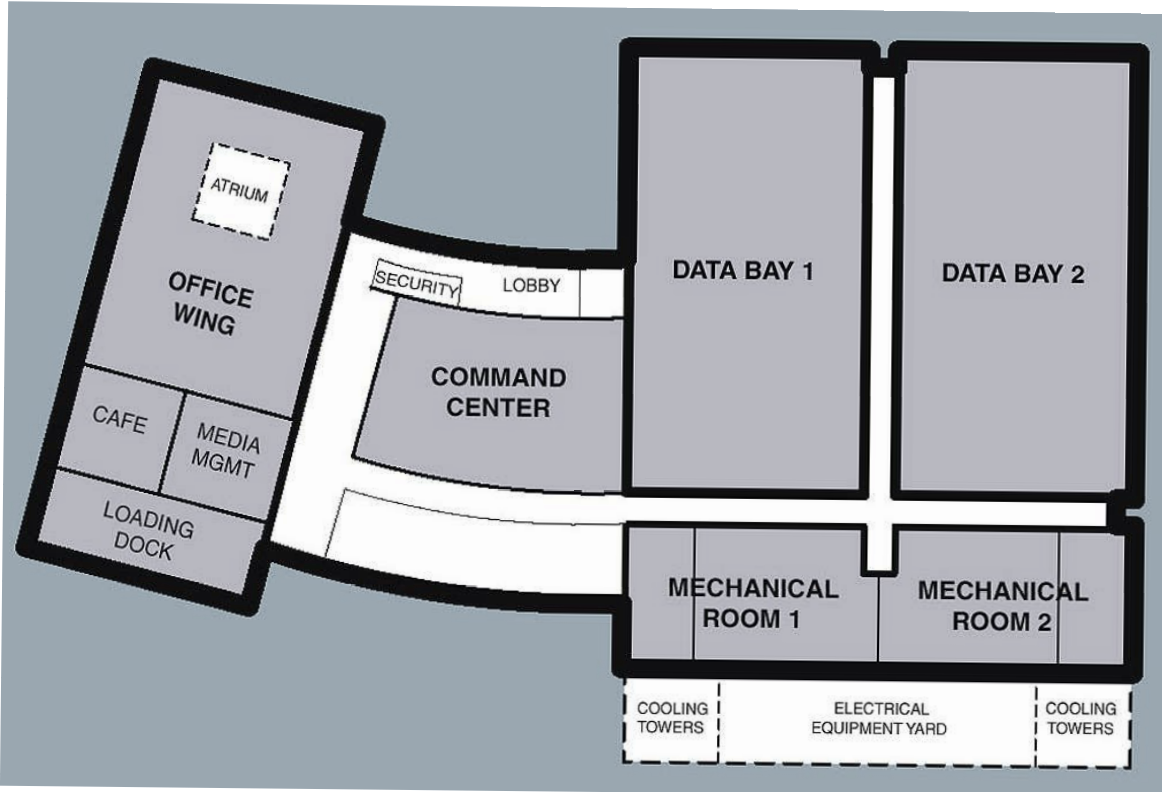 ATRIUM
OFFICE
WING
CAFE
MEDIA
MGMT
LOADING
DOCK
SECURITY
LOBBY
COMMAND
CENTER
DATA BAY 1
DATA BAY 2
MECHANICAL
ROOM 1
MECHANICAL
ROOM 2
COOLING
TOWERS
ELECTRICAL
EQUIPMENT YARD
COOLING
TOWERS